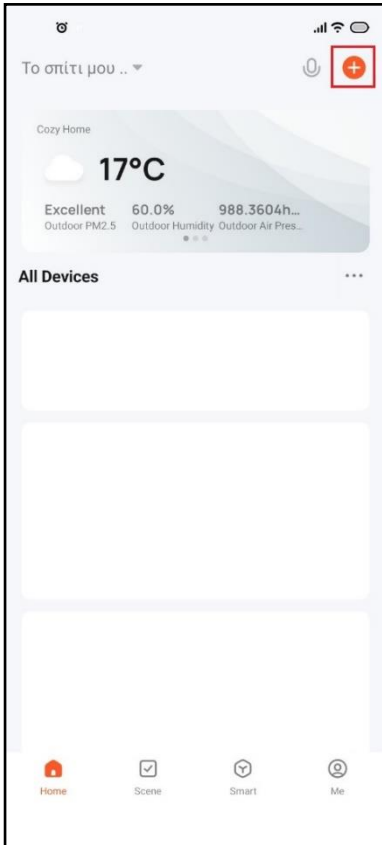 Το σπίτι μου ..
Cozy Home
17°C
Excellent 60.0% 988.3604h...
Outdoor PM2.5 Outdoor Humidity Outdoor Air Pres...
All Devices
Home Scene Smart Me